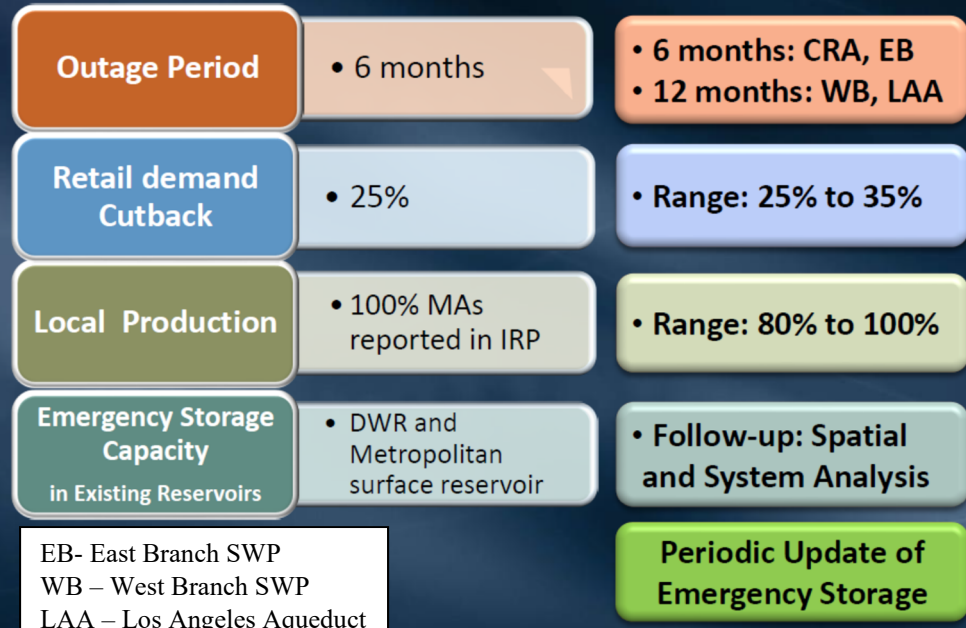 Outage Period
• 6 months
• 6 months: CRA, EB
• 12 months: WB, LAA
Retail demand
Cutback
• 25%
• Range: 25% to 35%
Local Production
• 100% MAs
reported in IRP
• Range: 80% to 100%
Emergency Storage
Capacity
in Existing Reservoirs
• DWR and
Metropolitan
surface reservoir
• Follow-up: Spatial
and System Analysis
EB- East Branch SWP
WB – West Branch SWP
LAA – Los Angeles Aqueduct
Periodic Update of
Emergency Storage